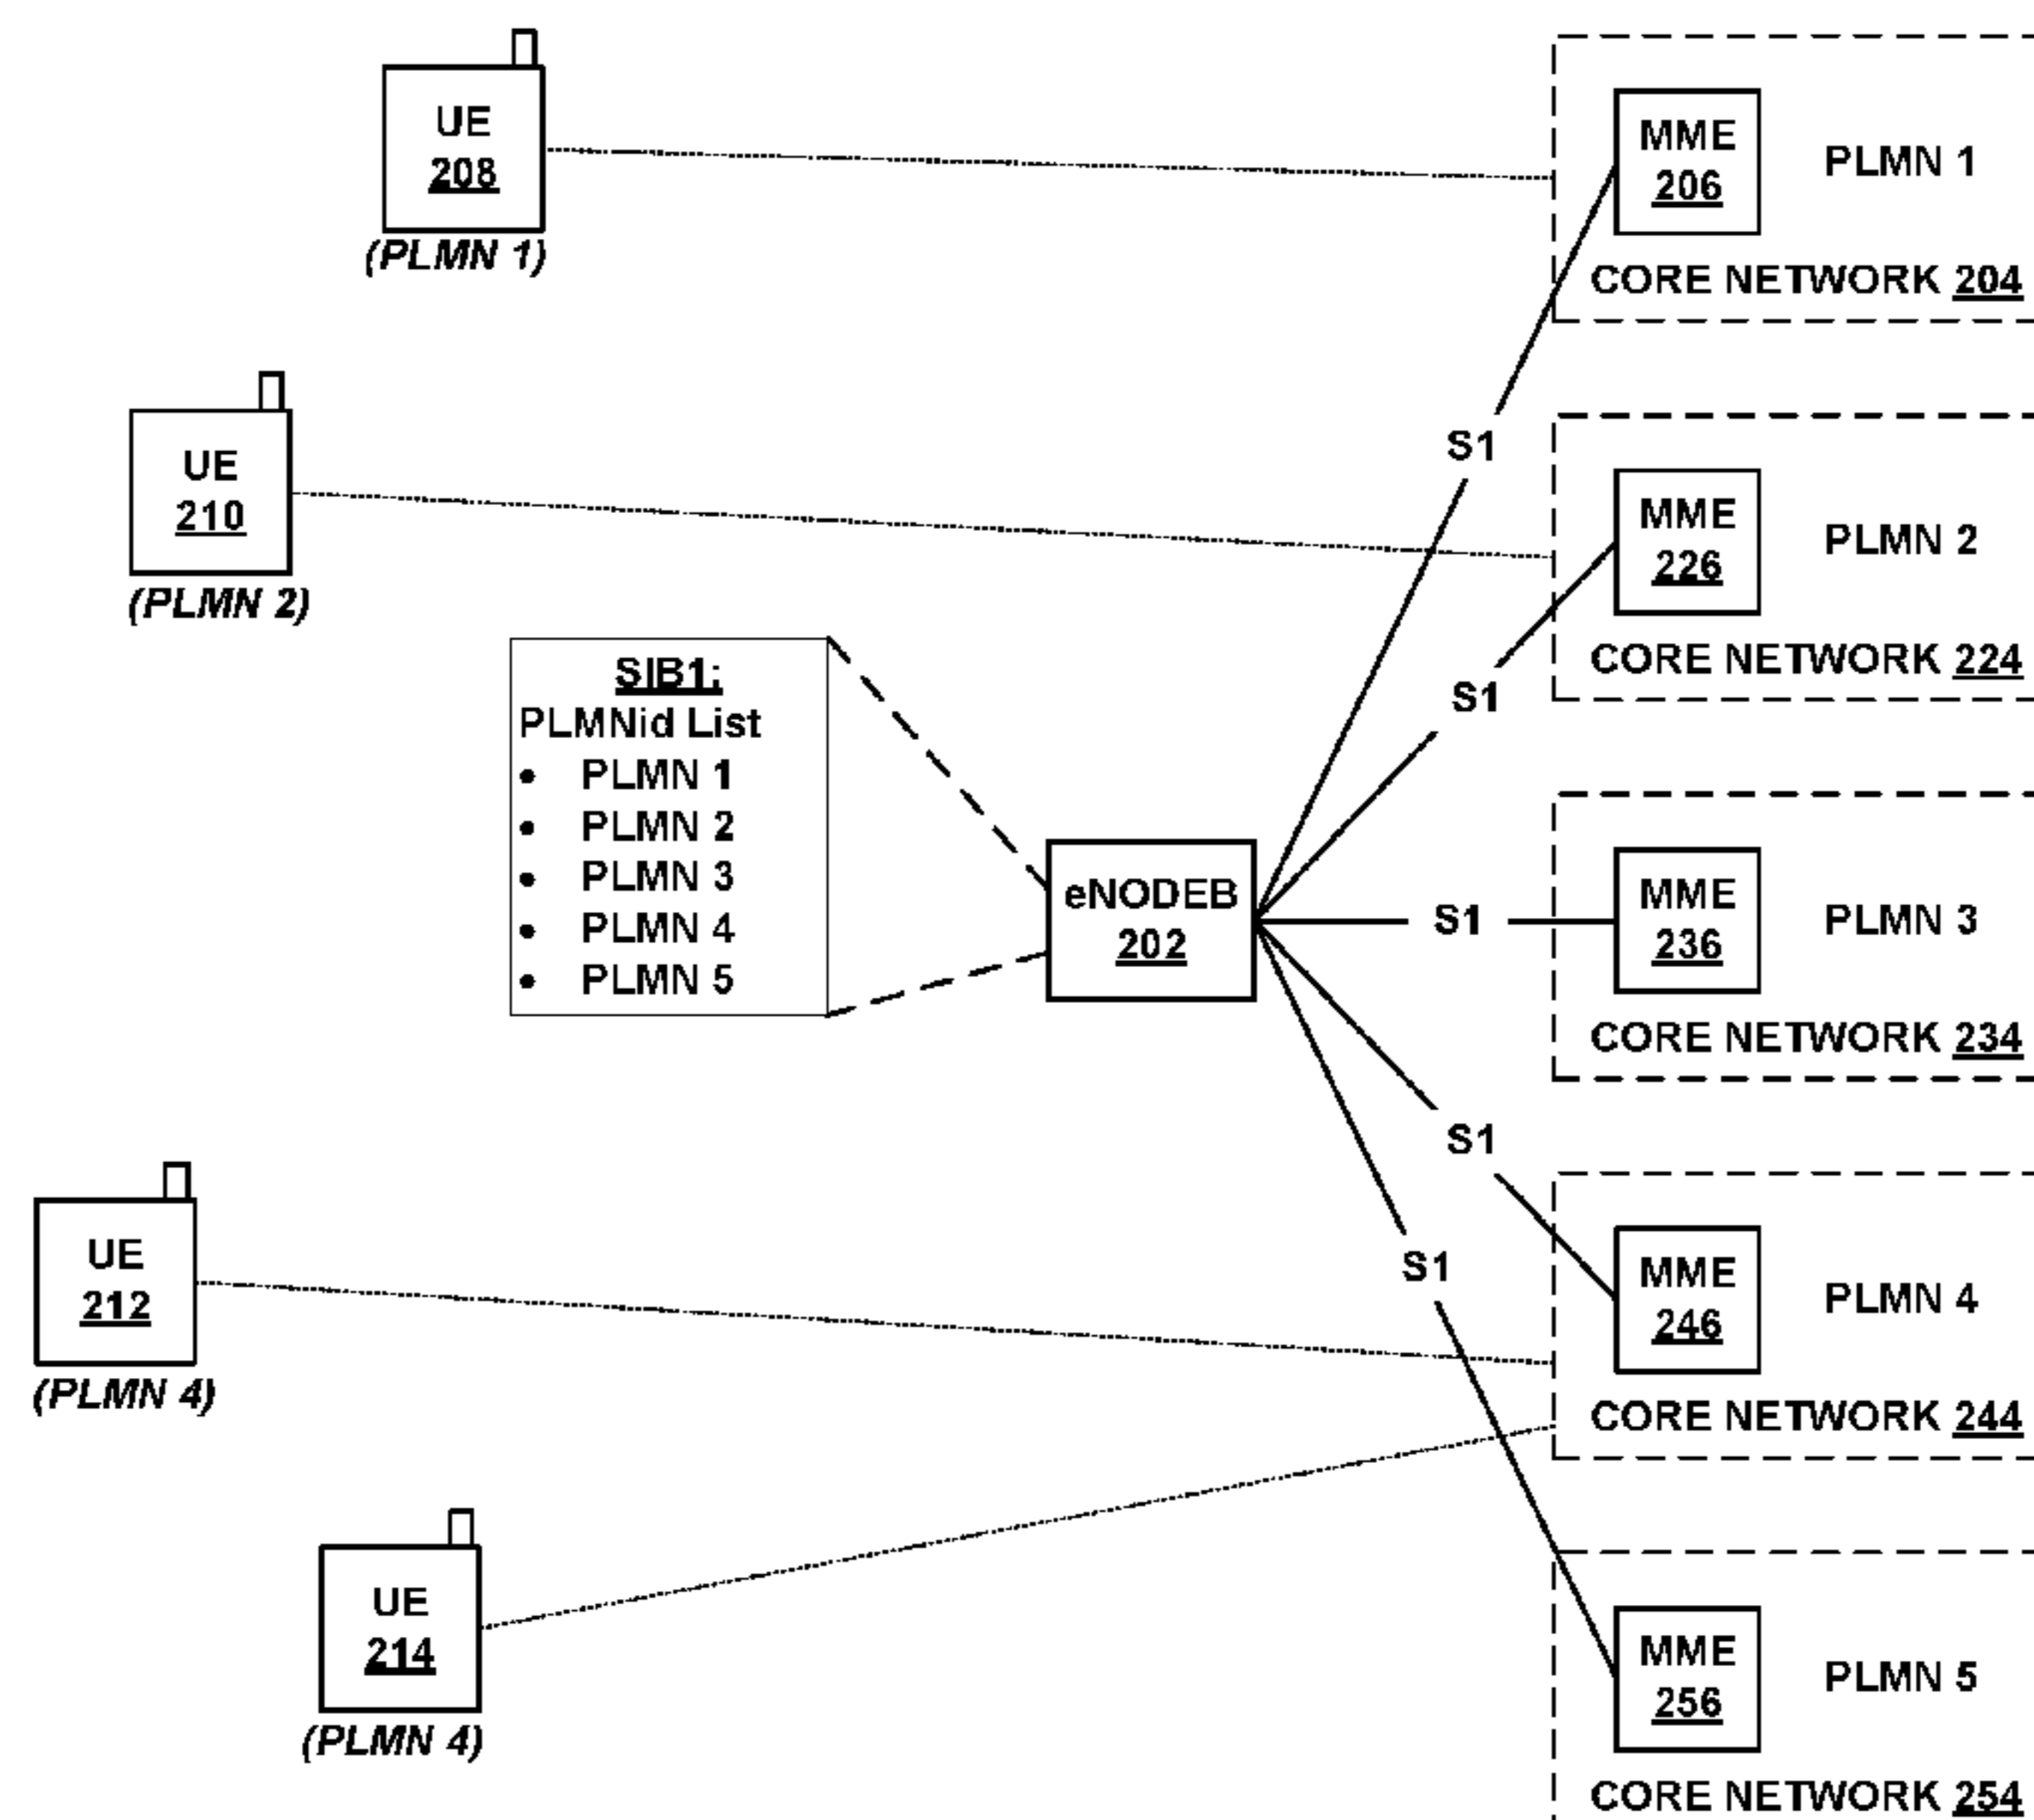 UE
208
(PLMN 1)
MME
206
PLMN 1
CORE NETWORK 204
S1
UE
210
(PLMN 2)
MME
226
PLMN 2
CORE NETWORK 224
S1
SIB1:
PLMNid List
• PLMN 1
• PLMN 2
• PLMN 3
• PLMN 4
• PLMN 5
eNODEB
202
S1
MME
236
PLMN 3
CORE NETWORK 234
S1
UE
212
(PLMN 4)
MME
246
PLMN 4
CORE NETWORK 244
S1
UE
214
(PLMN 4)
MME
256
PLMN 5
CORE NETWORK 254